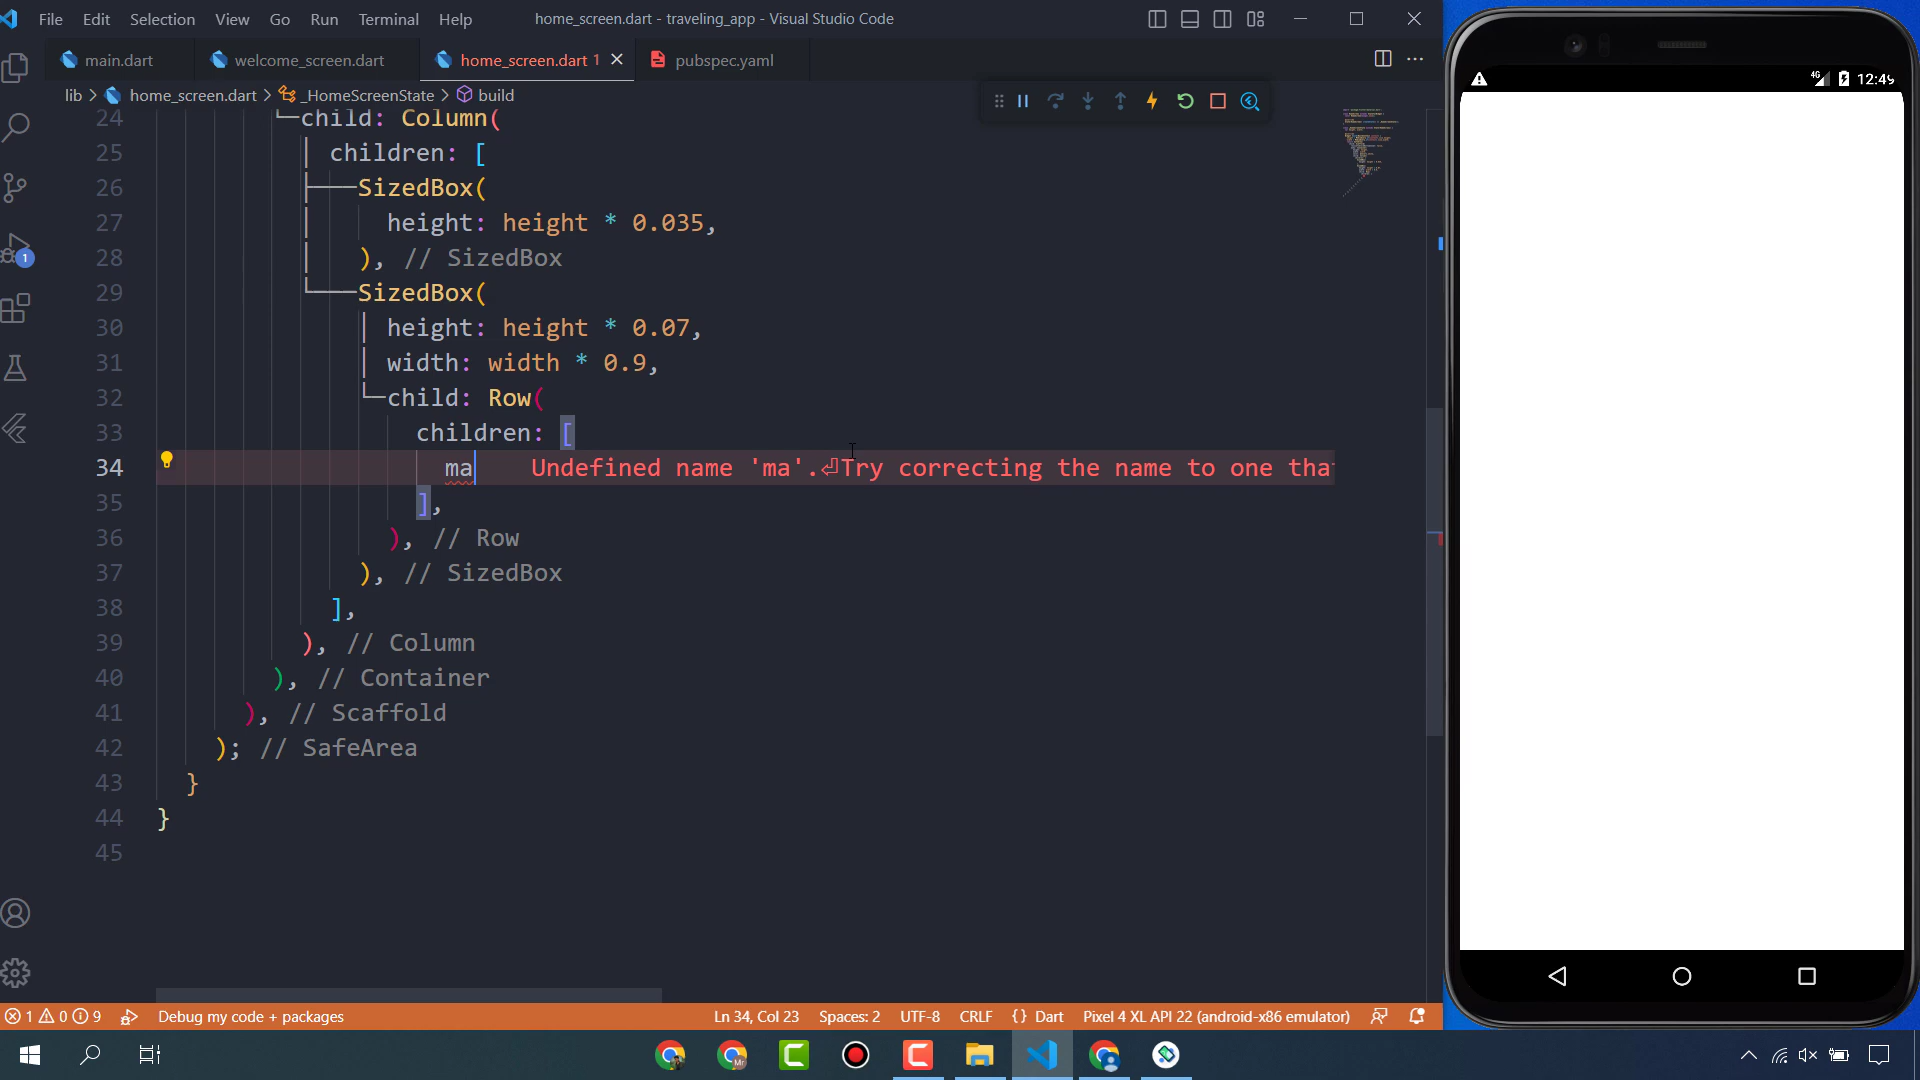 File Edit Selection View Go Run Terminal Help home_screen.dart - traveling_app - Visual Studio Code
main.dart welcome_screen.dart home_screen.dart 1 pubspec.yaml
lib > home_screen.dart > _HomeScreenState > build
24 child: Column(
25 children: [
26 SizedBox(
27 height: height * 0.035,
28 ), // SizedBox
29 SizedBox(
30 height: height * 0.07,
31 width: width * 0.9,
32 child: Row(
33 children: [
34 ma Undefined name 'ma'.⏎Try correcting the name to one tha
35 ],
36 ), // Row
37 ), // SizedBox
38 ],
39 ), // Column
40 ), // Container
41 ), // Scaffold
42 ); // SafeArea
43 }
44 }
45
1
1 0 9 Debug my code + packages Ln 34, Col 23 Spaces: 2 UTF-8 CRLF {} Dart Pixel 4 XL API 22 (android-x86 emulator)
4G 12:49